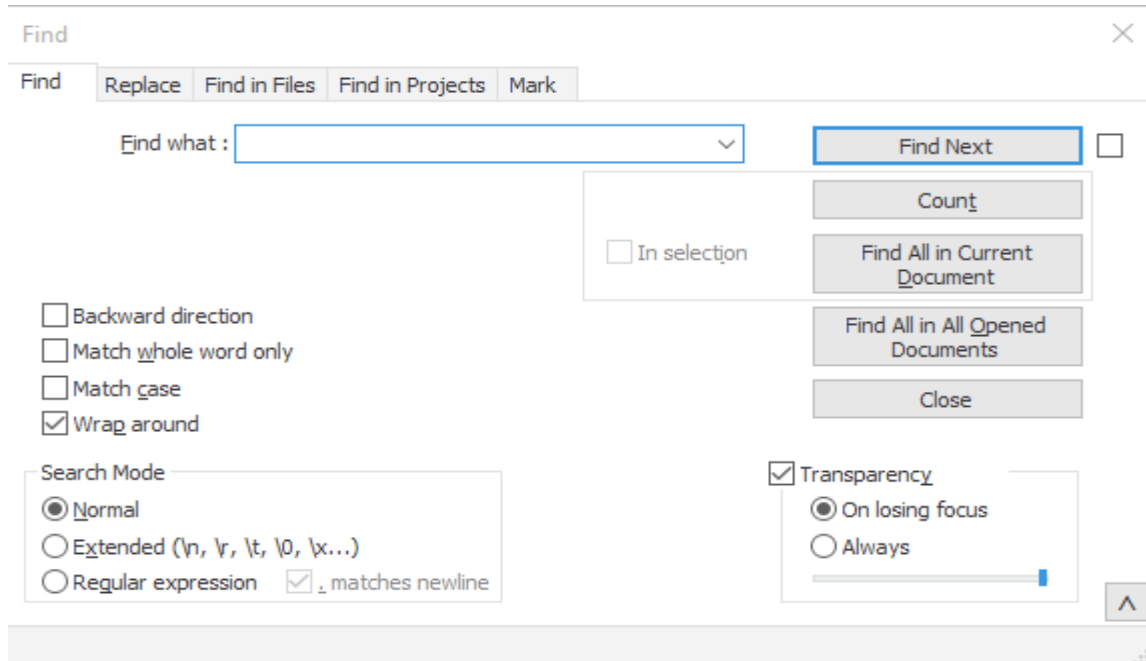 Find
Find Replace Find in Files Find in Projects Mark
Find what :
Find Next
Count
In selection
Find All in Current
Document
Backward direction
Match whole word only
Match case
Wrap around
Find All in All Opened
Documents
Close
Search Mode
Normal
Extended (\n, \r, \t, \0, \x...)
Regular expression . matches newline
Transparency
On losing focus
Always